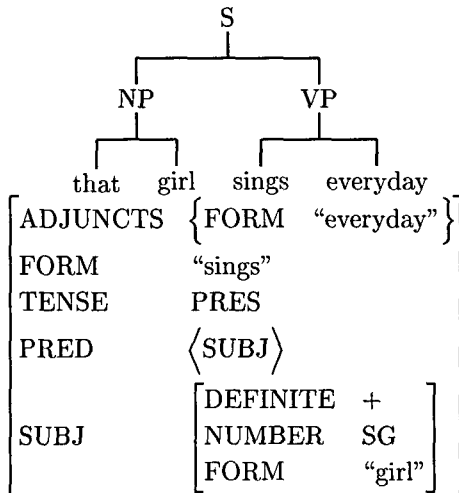 S
NP VP
that girl sings everyday
ADJUNCTS {FORM “everyday”}
FORM “sings”
TENSE PRES
PRED ⟨SUBJ⟩
DEFINITE +
SUBJ NUMBER SG
FORM “girl”